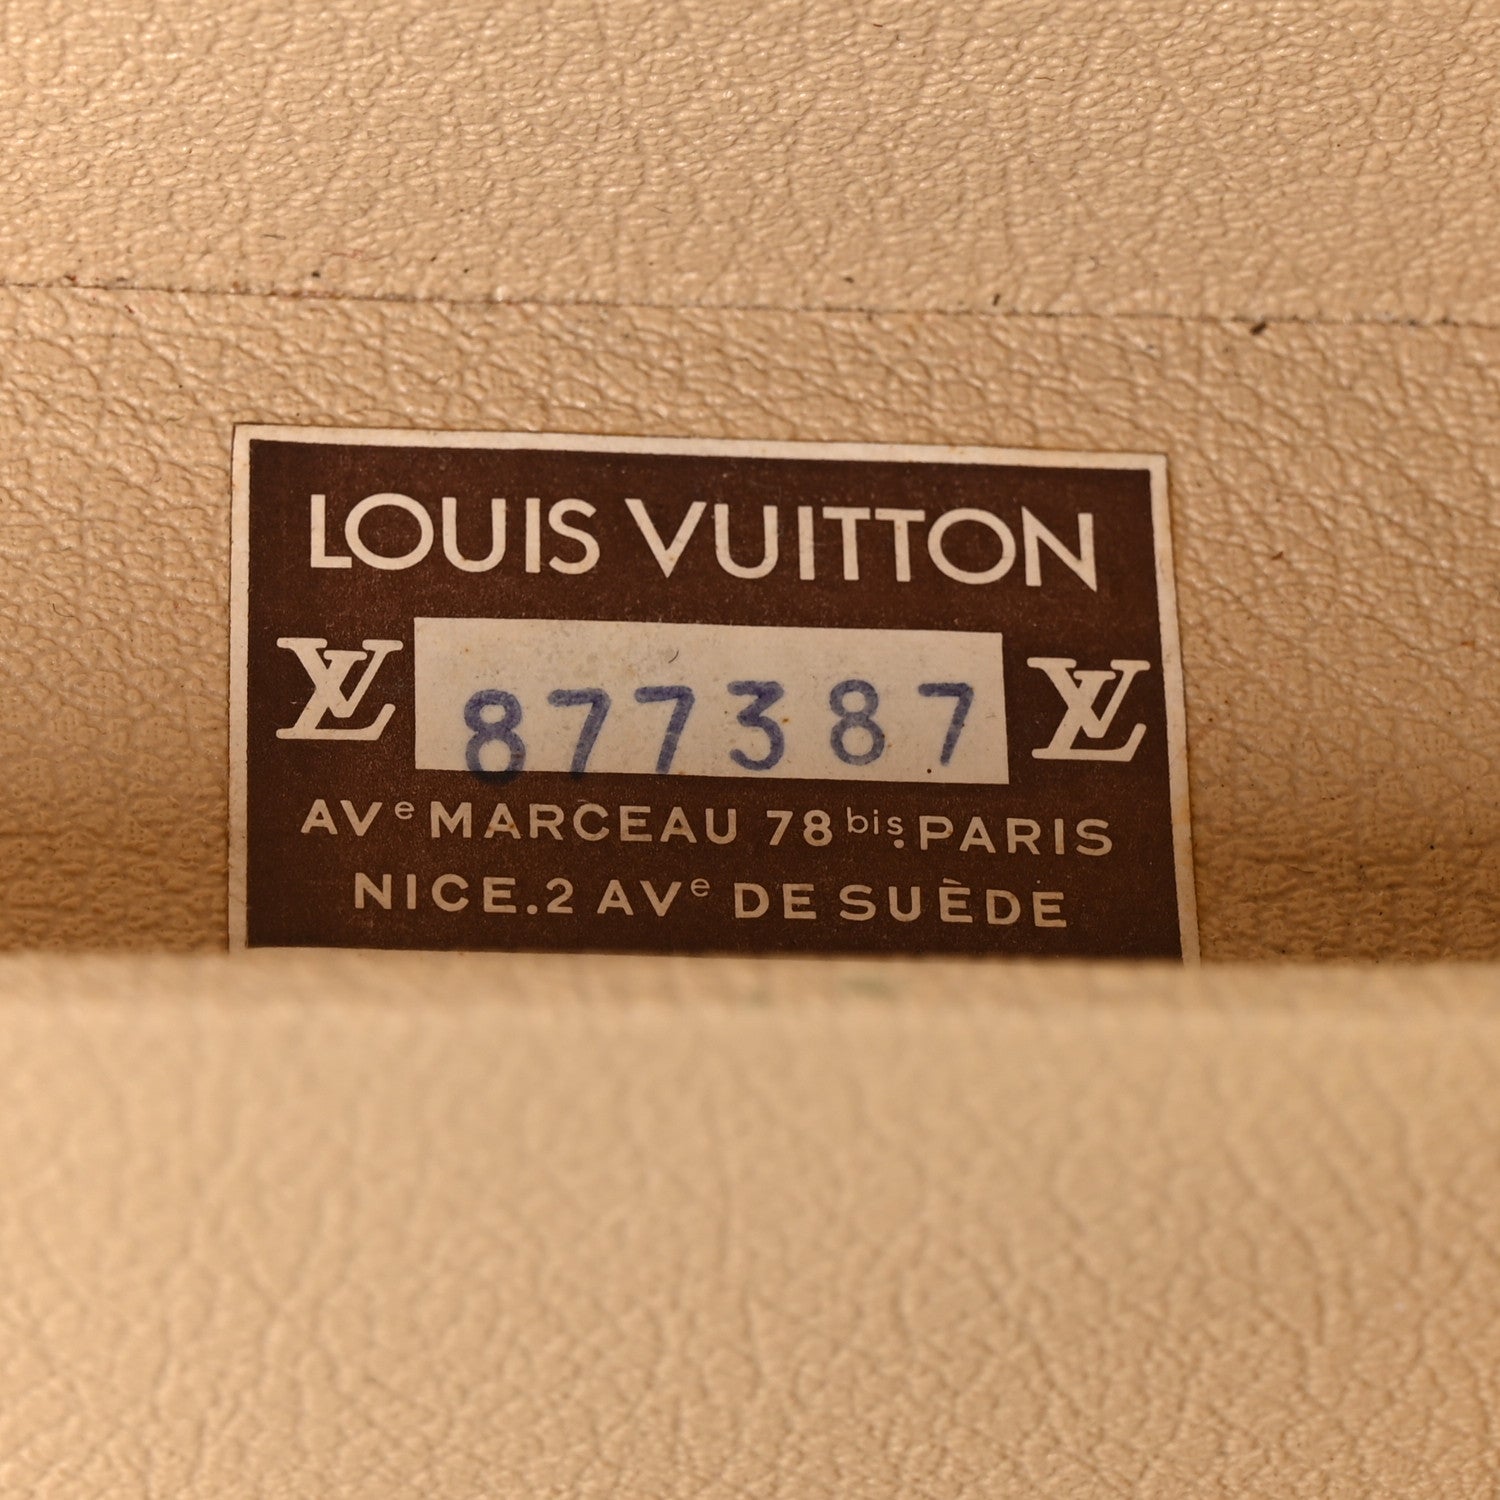 LOUIS VUITTON
LV 877387 LV
AVe MARCEAU 78 bis. PARIS
NICE.2 AVe DE SUÈDE